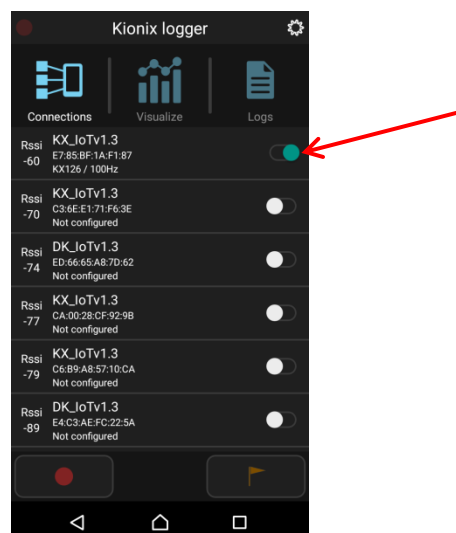 Kionix logger
Connections Visualize Logs
Rssi
-60
KX_IoTv1.3
E7:85:BF:1A:F1:87
KX126 / 100Hz
Rssi
-70
KX_IoTv1.3
C3:6E:E1:71:F6:3E
Not configured
Rssi
-74
DK_IoTv1.3
ED:66:65:A8:7D:62
Not configured
Rssi
-77
KX_IoTv1.3
CA:00:28:CF:92:9B
Not configured
Rssi
-79
KX_IoTv1.3
C6:B9:A8:57:10:CA
Not configured
Rssi
-89
DK_IoTv1.3
E4:C3:AE:FC:22:5A
Not configured